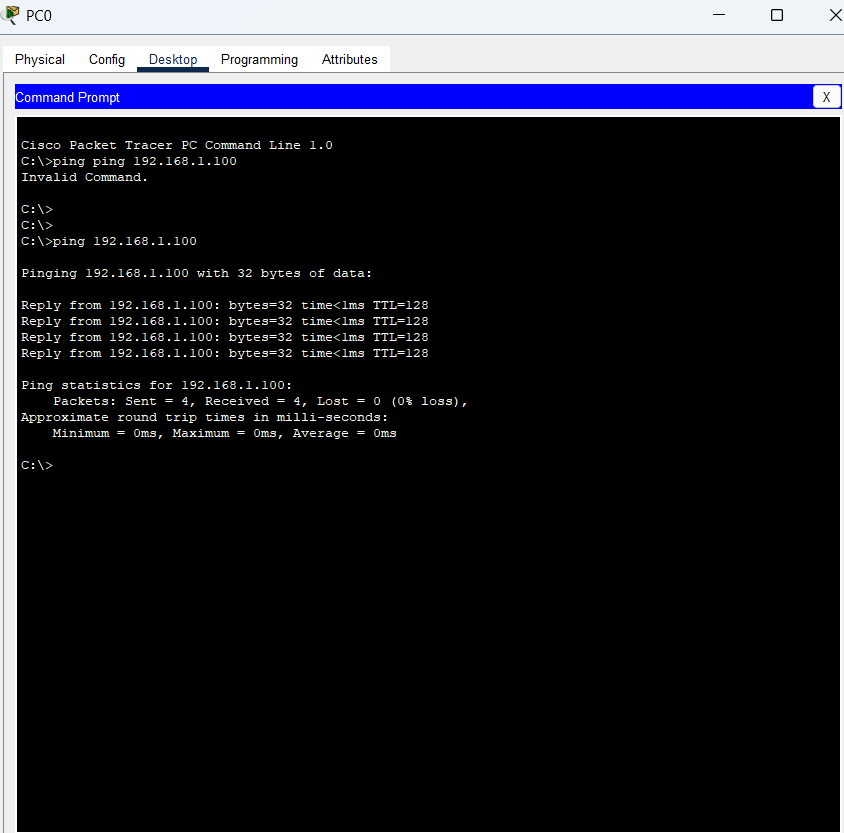 PC0
Physical Config Desktop Programming Attributes
Command Prompt X
Cisco Packet Tracer PC Command Line 1.0
C:\>ping ping 192.168.1.100
Invalid Command.
C:\>
C:\>
C:\>ping 192.168.1.100
Pinging 192.168.1.100 with 32 bytes of data:
Reply from 192.168.1.100: bytes=32 time<1ms TTL=128
Reply from 192.168.1.100: bytes=32 time<1ms TTL=128
Reply from 192.168.1.100: bytes=32 time<1ms TTL=128
Reply from 192.168.1.100: bytes=32 time<1ms TTL=128
Ping statistics for 192.168.1.100:
    Packets: Sent = 4, Received = 4, Lost = 0 (0% loss),
Approximate round trip times in milli-seconds:
    Minimum = 0ms, Maximum = 0ms, Average = 0ms
C:\>